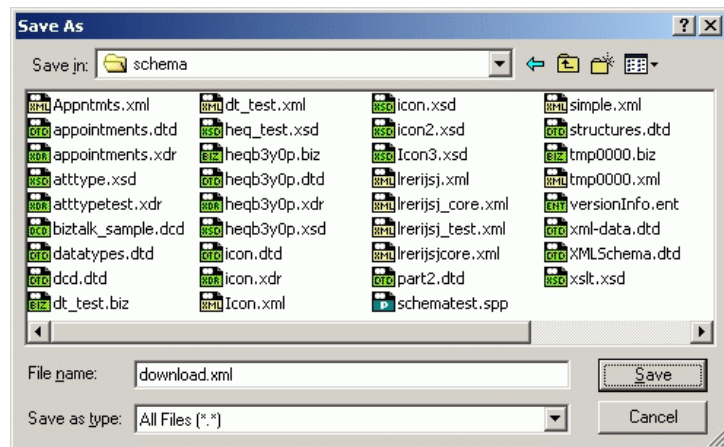 Save As
Save in: schema
Appntmts.xml
appointments.dtd
appointments.xdr
atttype.xsd
atttypetest.xdr
biztalk_sample.dcd
datatypes.dtd
dcd.dtd
dt_test.biz
dt_test.xml
heq_test.xsd
heqb3y0p.biz
heqb3y0p.dtd
heqb3y0p.xdr
heqb3y0p.xsd
icon.dtd
icon.xdr
Icon.xml
icon.xsd
icon2.xsd
Icon3.xsd
lrerijsj.xml
lrerijsj_core.xml
lrerijsj_test.xml
lrerijsjcore.xml
part2.dtd
schematest.spp
simple.xml
structures.dtd
tmp0000.biz
tmp0000.xml
versionInfo.ent
xml-data.dtd
XMLSchema.dtd
xslt.xsd
File name: download.xml
Save
Save as type: All Files (*.*)
Cancel